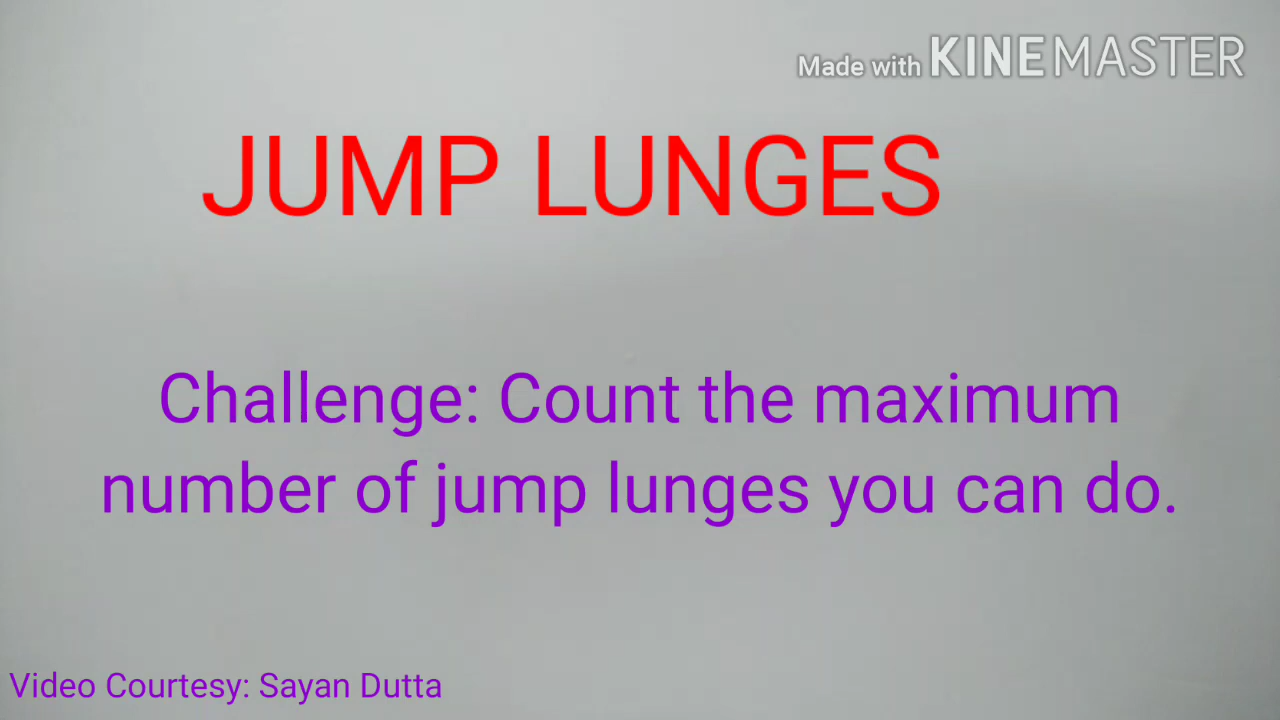 Made with KINEMASTER
JUMP LUNGES
Challenge: Count the maximum
number of jump lunges you can do.
Video Courtesy: Sayan Dutta